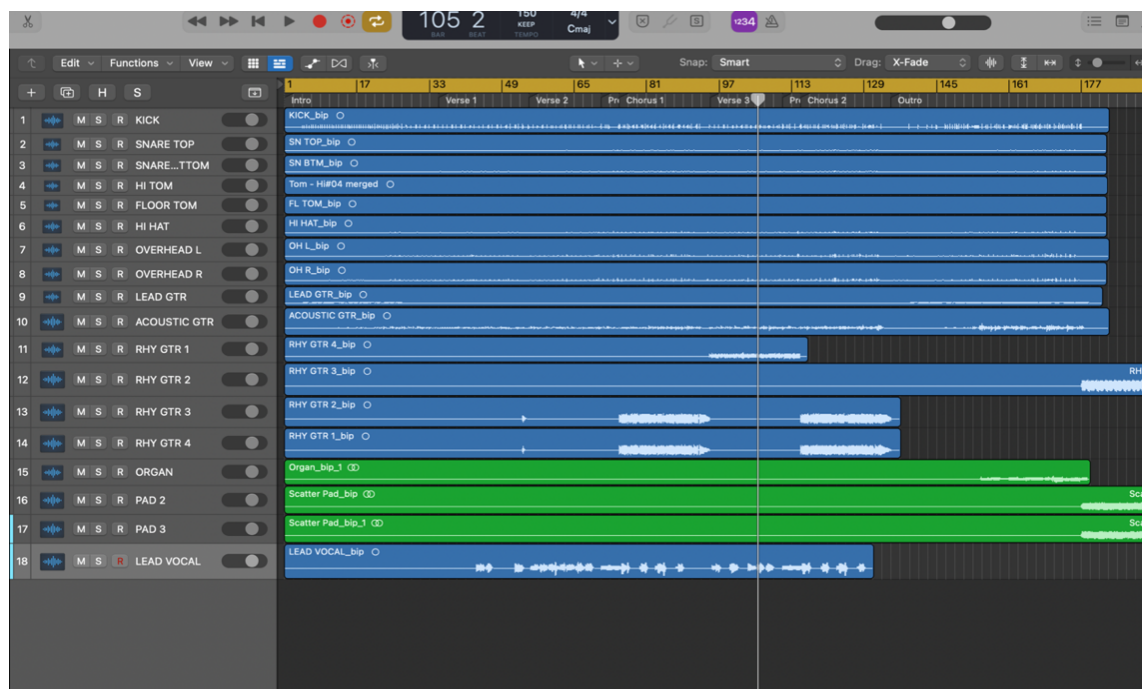 105 2 150 4/4
BAR BEAT KEEP TEMPO Cmaj
S 1234
Edit Functions View Snap: Smart Drag: X-Fade
+ H S
1 17 33 49 65 81 97 113 129 145 161 177
Intro Verse 1 Verse 2 Pr Chorus 1 Verse 3 Pr Chorus 2 Outro
1 M S R KICK KICK_bip
2 M S R SNARE TOP SN TOP_bip
3 M S R SNARE...TTOM SN BTM_bip
4 M S R HI TOM Tom - Hi#04 merged
5 M S R FLOOR TOM FL TOM_bip
6 M S R HI HAT HI HAT_bip
7 M S R OVERHEAD L OH L_bip
8 M S R OVERHEAD R OH R_bip
9 M S R LEAD GTR LEAD GTR_bip
10 M S R ACOUSTIC GTR ACOUSTIC GTR_bip
11 M S R RHY GTR 1 RHY GTR 4_bip
12 M S R RHY GTR 2 RHY GTR 3_bip RH
13 M S R RHY GTR 3 RHY GTR 2_bip
14 M S R RHY GTR 4 RHY GTR 1_bip
15 M S R ORGAN Organ_bip_1
16 M S R PAD 2 Scatter Pad_bip Sc
17 M S R PAD 3 Scatter Pad_bip_1 Sc
18 M S R LEAD VOCAL LEAD VOCAL_bip